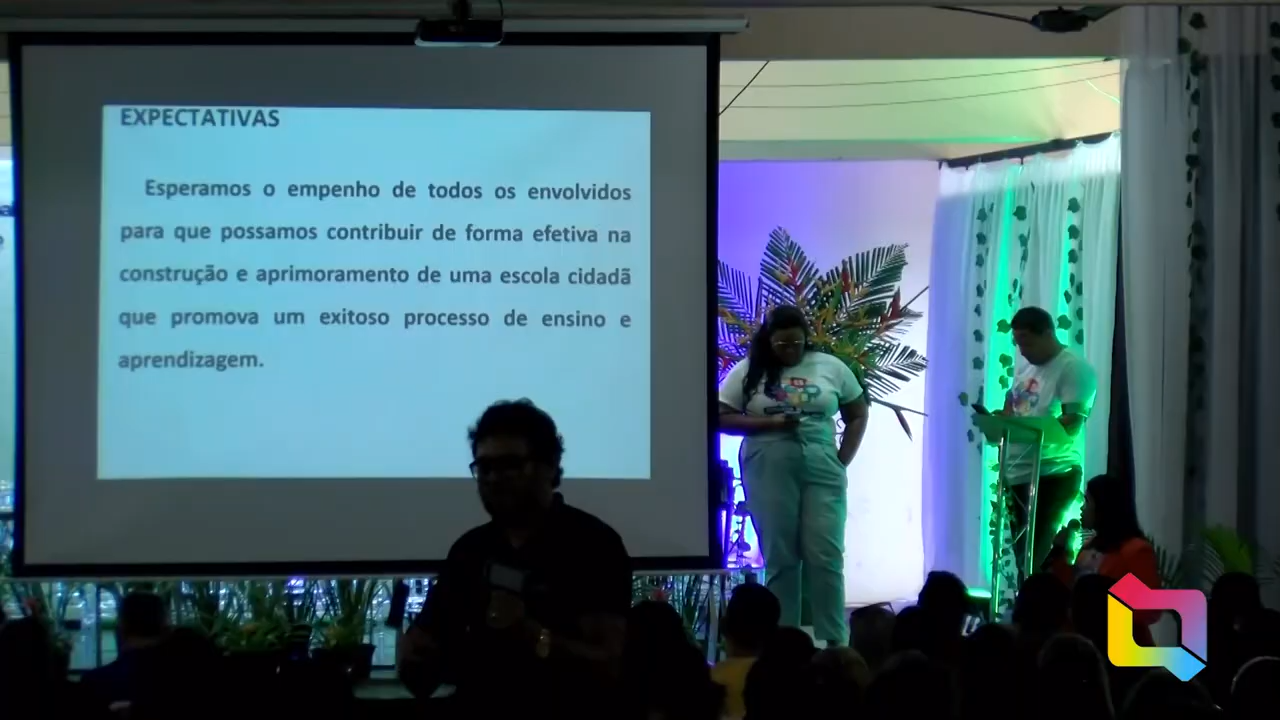 EXPECTATIVAS
Esperamos o empenho de todos os envolvidos
para que possamos contribuir de forma efetiva na
construção e aprimoramento de uma escola cidadã
que promova um exitoso processo de ensino e
aprendizagem.